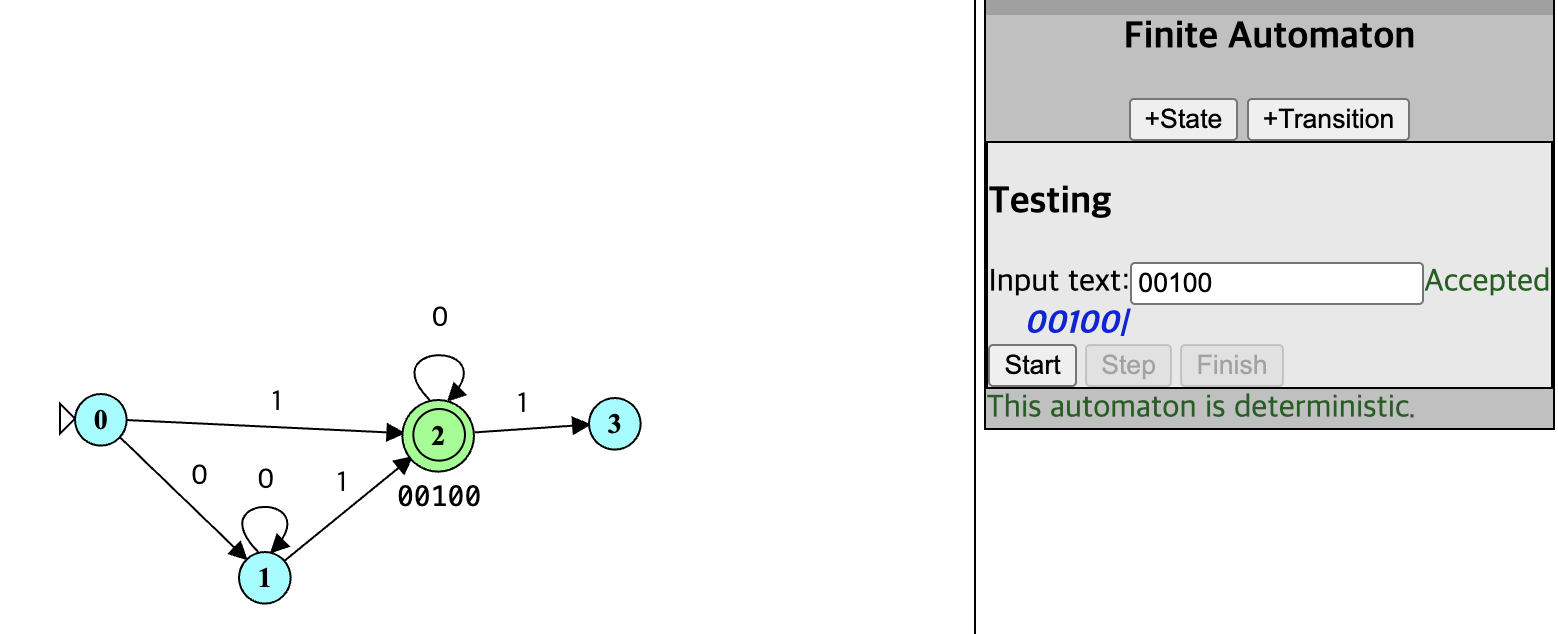 Finite Automaton
+State +Transition
Testing
Input text: 00100 Accepted
00100|
Start Step Finish
This automaton is deterministic.
0
1
1
0
2
3
0
0
1
00100
1